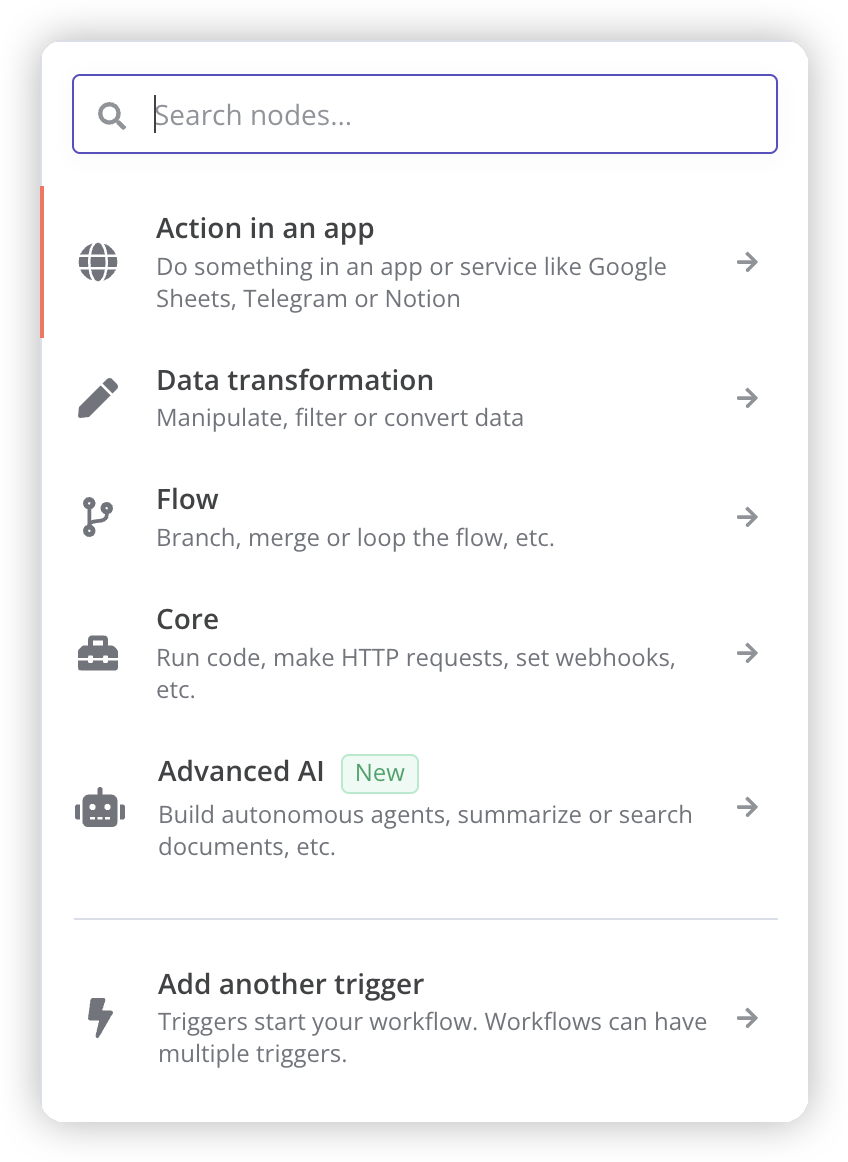 Search nodes...
Action in an app
Do something in an app or service like Google
Sheets, Telegram or Notion
Data transformation
Manipulate, filter or convert data
Flow
Branch, merge or loop the flow, etc.
Core
Run code, make HTTP requests, set webhooks,
etc.
Advanced AI New
Build autonomous agents, summarize or search
documents, etc.
Add another trigger
Triggers start your workflow. Workflows can have
multiple triggers.